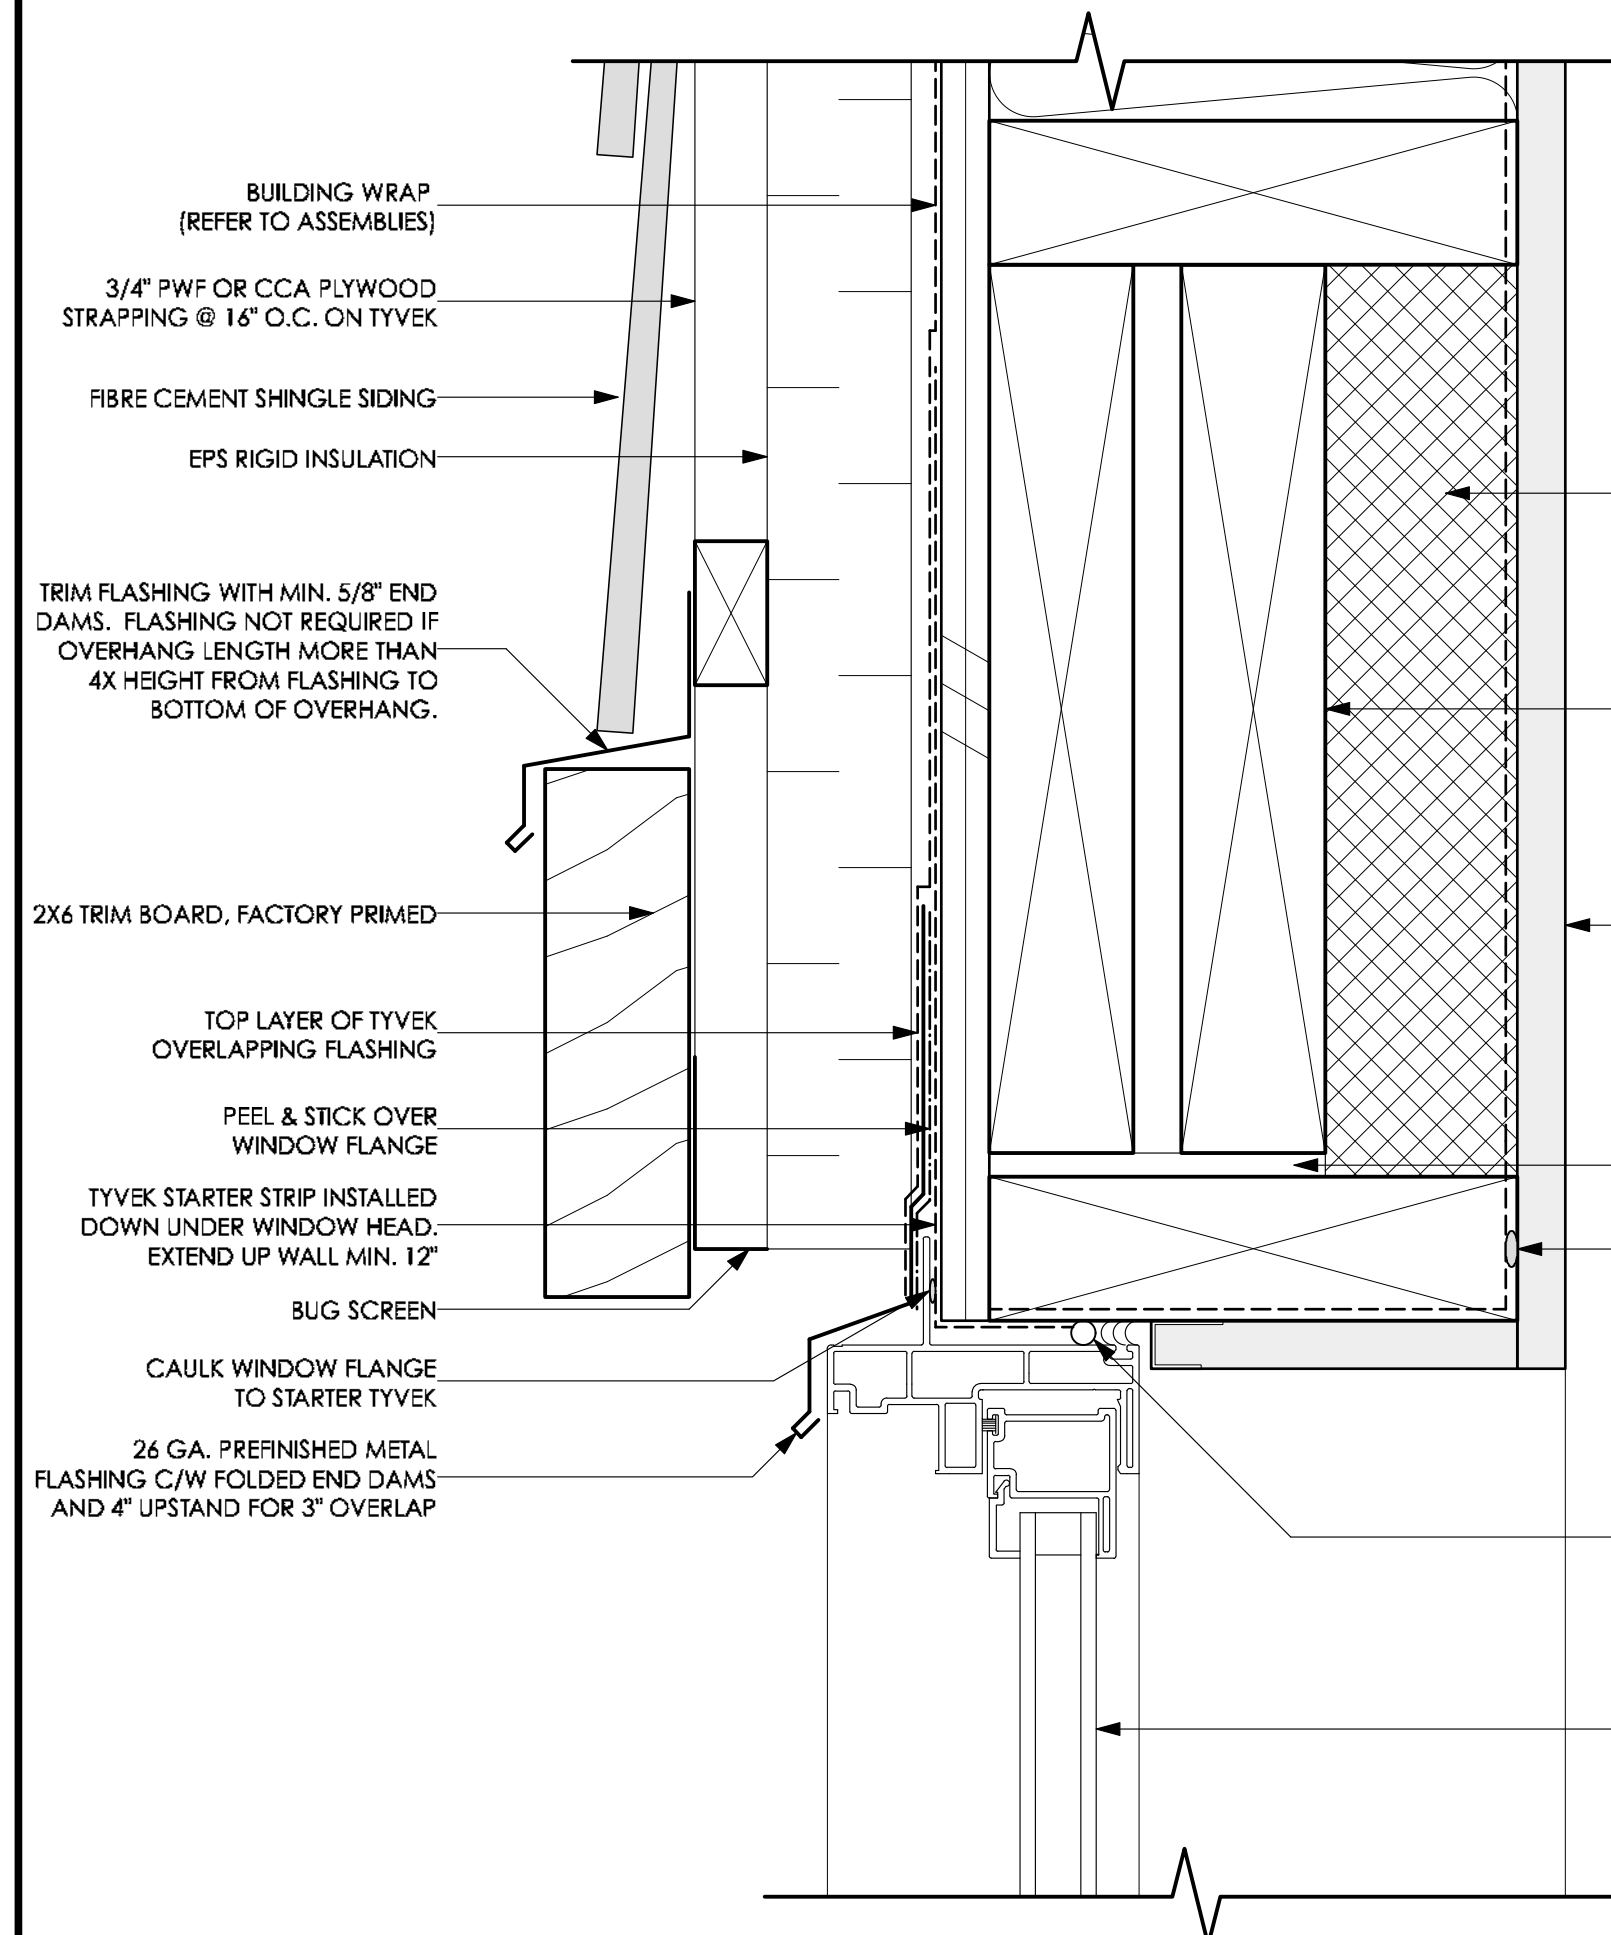 BUILDING WRAP
(REFER TO ASSEMBLIES)
3/4" PWF OR CCA PLYWOOD
STRAPPING @ 16" O.C. ON TYVEK
FIBRE CEMENT SHINGLE SIDING
EPS RIGID INSULATION
TRIM FLASHING WITH MIN. 5/8" END
DAMS. FLASHING NOT REQUIRED IF
OVERHANG LENGTH MORE THAN
4X HEIGHT FROM FLASHING TO
BOTTOM OF OVERHANG.
2X6 TRIM BOARD, FACTORY PRIMED
TOP LAYER OF TYVEK
OVERLAPPING FLASHING
PEEL & STICK OVER
WINDOW FLANGE
TYVEK STARTER STRIP INSTALLED
DOWN UNDER WINDOW HEAD.
EXTEND UP WALL MIN. 12"
BUG SCREEN
CAULK WINDOW FLANGE
TO STARTER TYVEK
26 GA. PREFINISHED METAL
FLASHING C/W FOLDED END DAMS
AND 4" UPSTAND FOR 3" OVERLAP